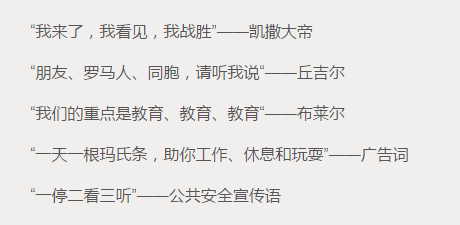 “我来了，我看见，我战胜”——凯撒大帝
“朋友、罗马人、同胞，请听我说“——丘吉尔
“我们的重点是教育、教育、教育“——布莱尔
“一天一根玛氏条，助你工作、休息和玩耍”——广告词
“一停二看三听”——公共安全宣传语